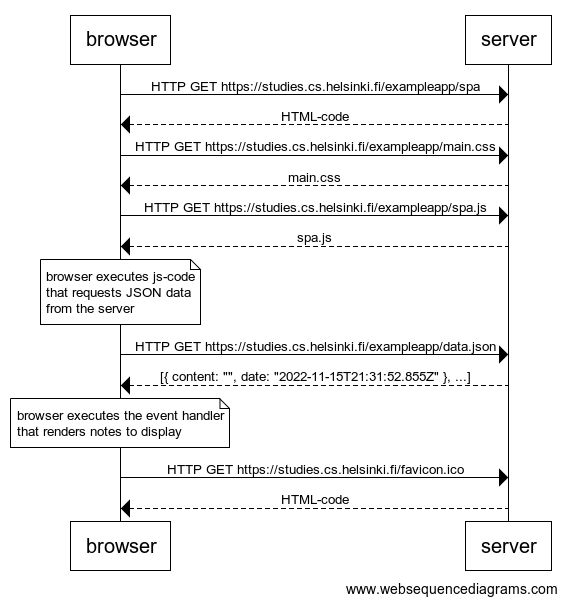 browser
server
HTTP GET https://studies.cs.helsinki.fi/exampleapp/spa
HTML-code
HTTP GET https://studies.cs.helsinki.fi/exampleapp/main.css
main.css
HTTP GET https://studies.cs.helsinki.fi/exampleapp/spa.js
spa.js
browser executes js-code
that requests JSON data
from the server
HTTP GET https://studies.cs.helsinki.fi/exampleapp/data.json
[{ content: "", date: "2022-11-15T21:31:52.855Z" }, ...]
browser executes the event handler
that renders notes to display
HTTP GET https://studies.cs.helsinki.fi/favicon.ico
HTML-code
browser
server
www.websequencediagrams.com